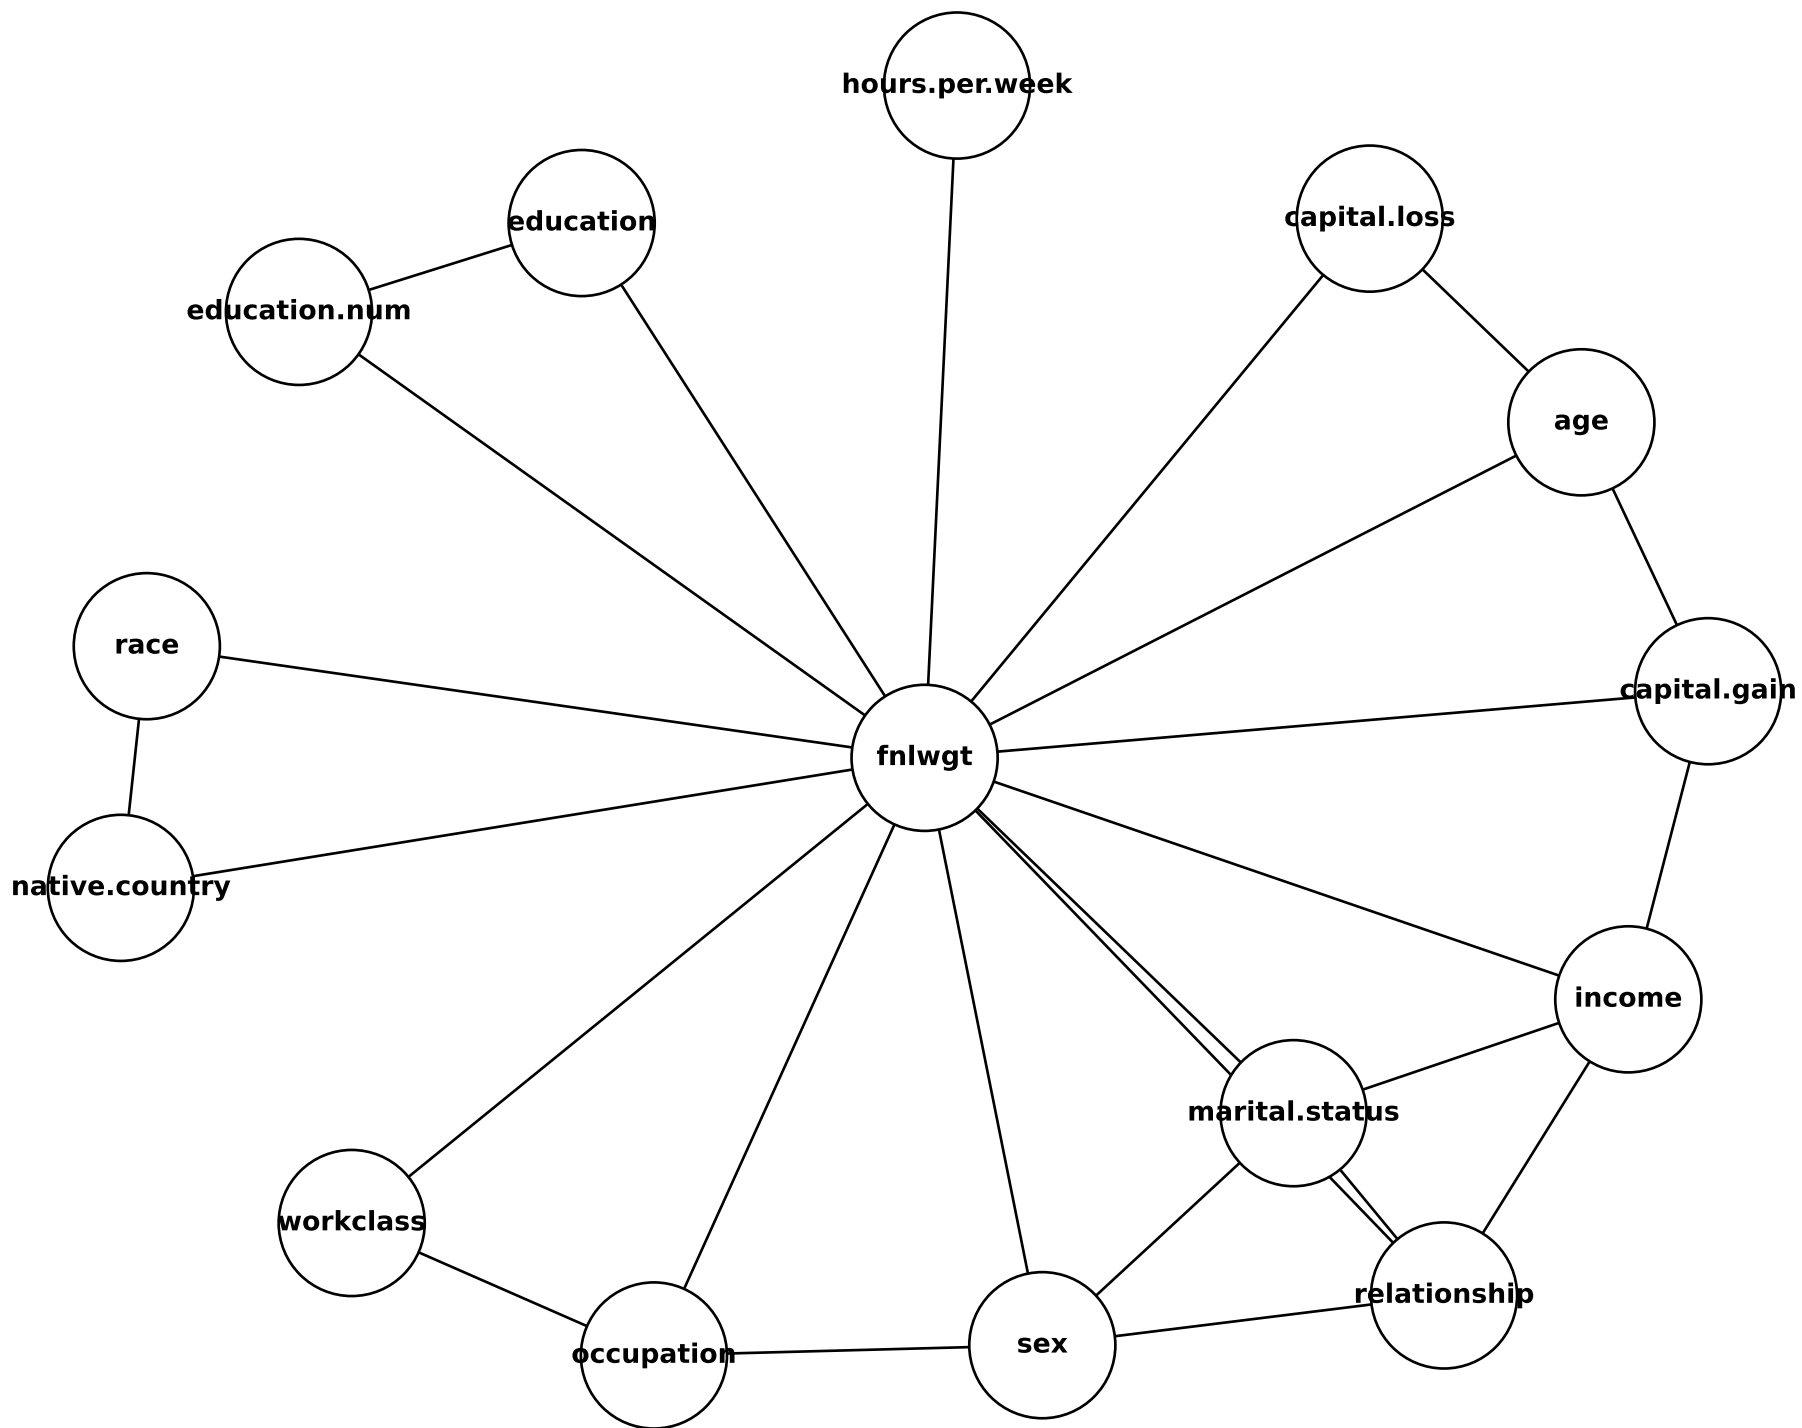 hours.per.week
capital.loss
education
education.num
age
race
capital.gain
fnlwgt
native.country
income
marital.status
workclass
relationship
sex
occupation